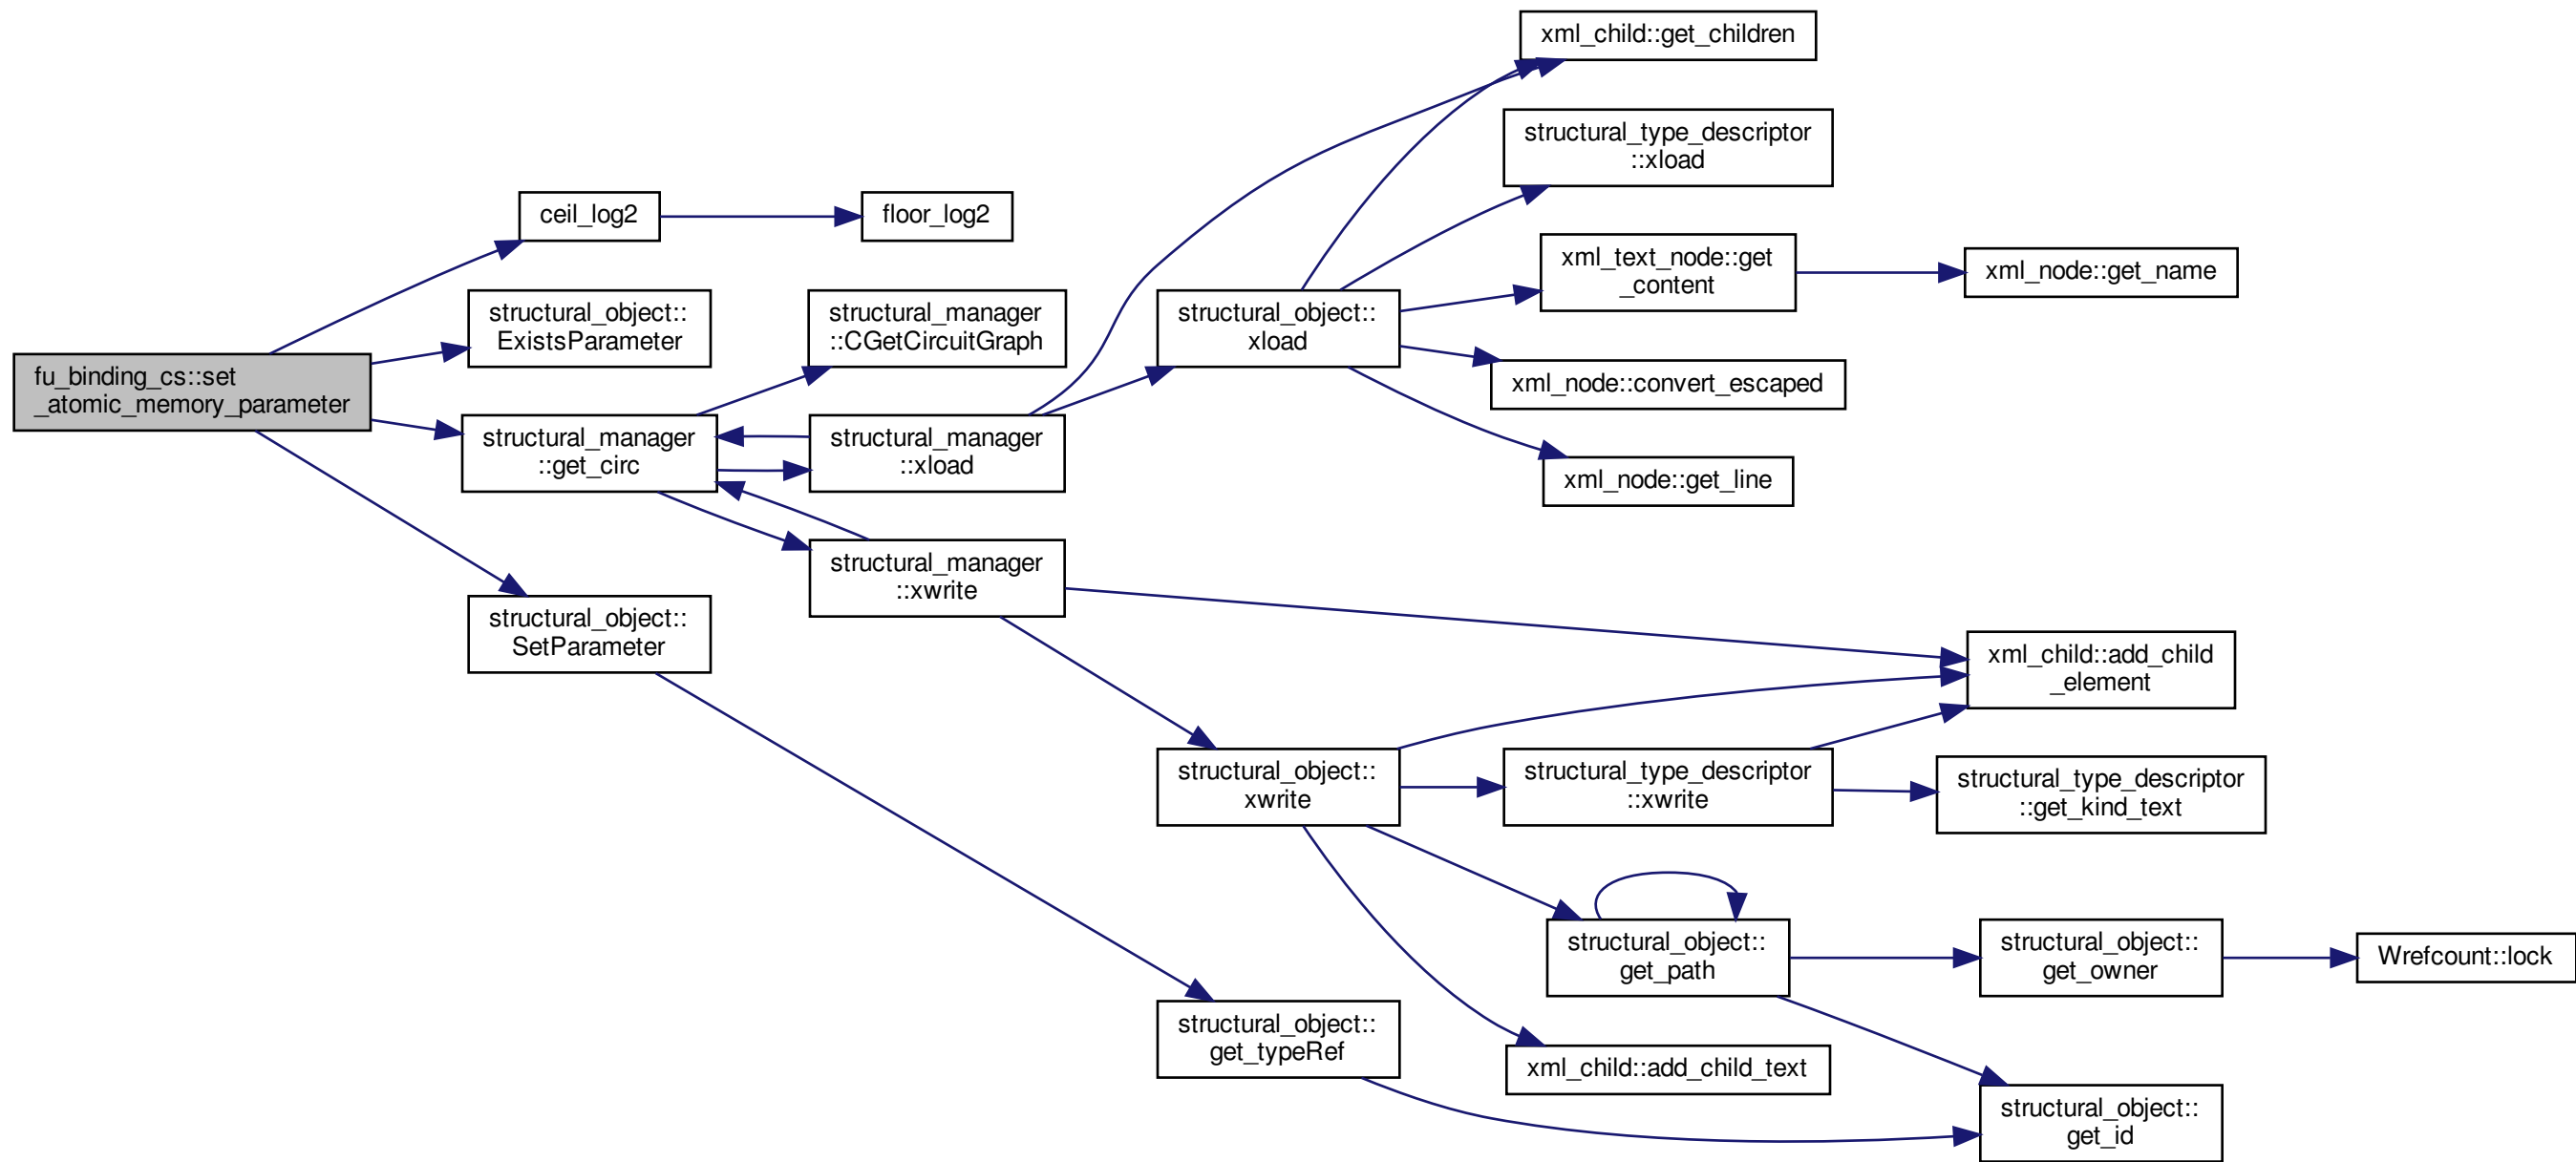 xml_child::get_children
structural_type_descriptor
::xload
ceil_log2
floor_log2
xml_text_node::get
_content
xml_node::get_name
structural_object::
ExistsParameter
structural_manager
::CGetCircuitGraph
structural_object::
xload
fu_binding_cs::set
_atomic_memory_parameter
xml_node::convert_escaped
structural_manager
::get_circ
structural_manager
::xload
xml_node::get_line
structural_manager
::xwrite
structural_object::
SetParameter
xml_child::add_child
_element
structural_object::
xwrite
structural_type_descriptor
::xwrite
structural_type_descriptor
::get_kind_text
structural_object::
get_path
structural_object::
get_owner
Wrefcount::lock
structural_object::
get_typeRef
xml_child::add_child_text
structural_object::
get_id